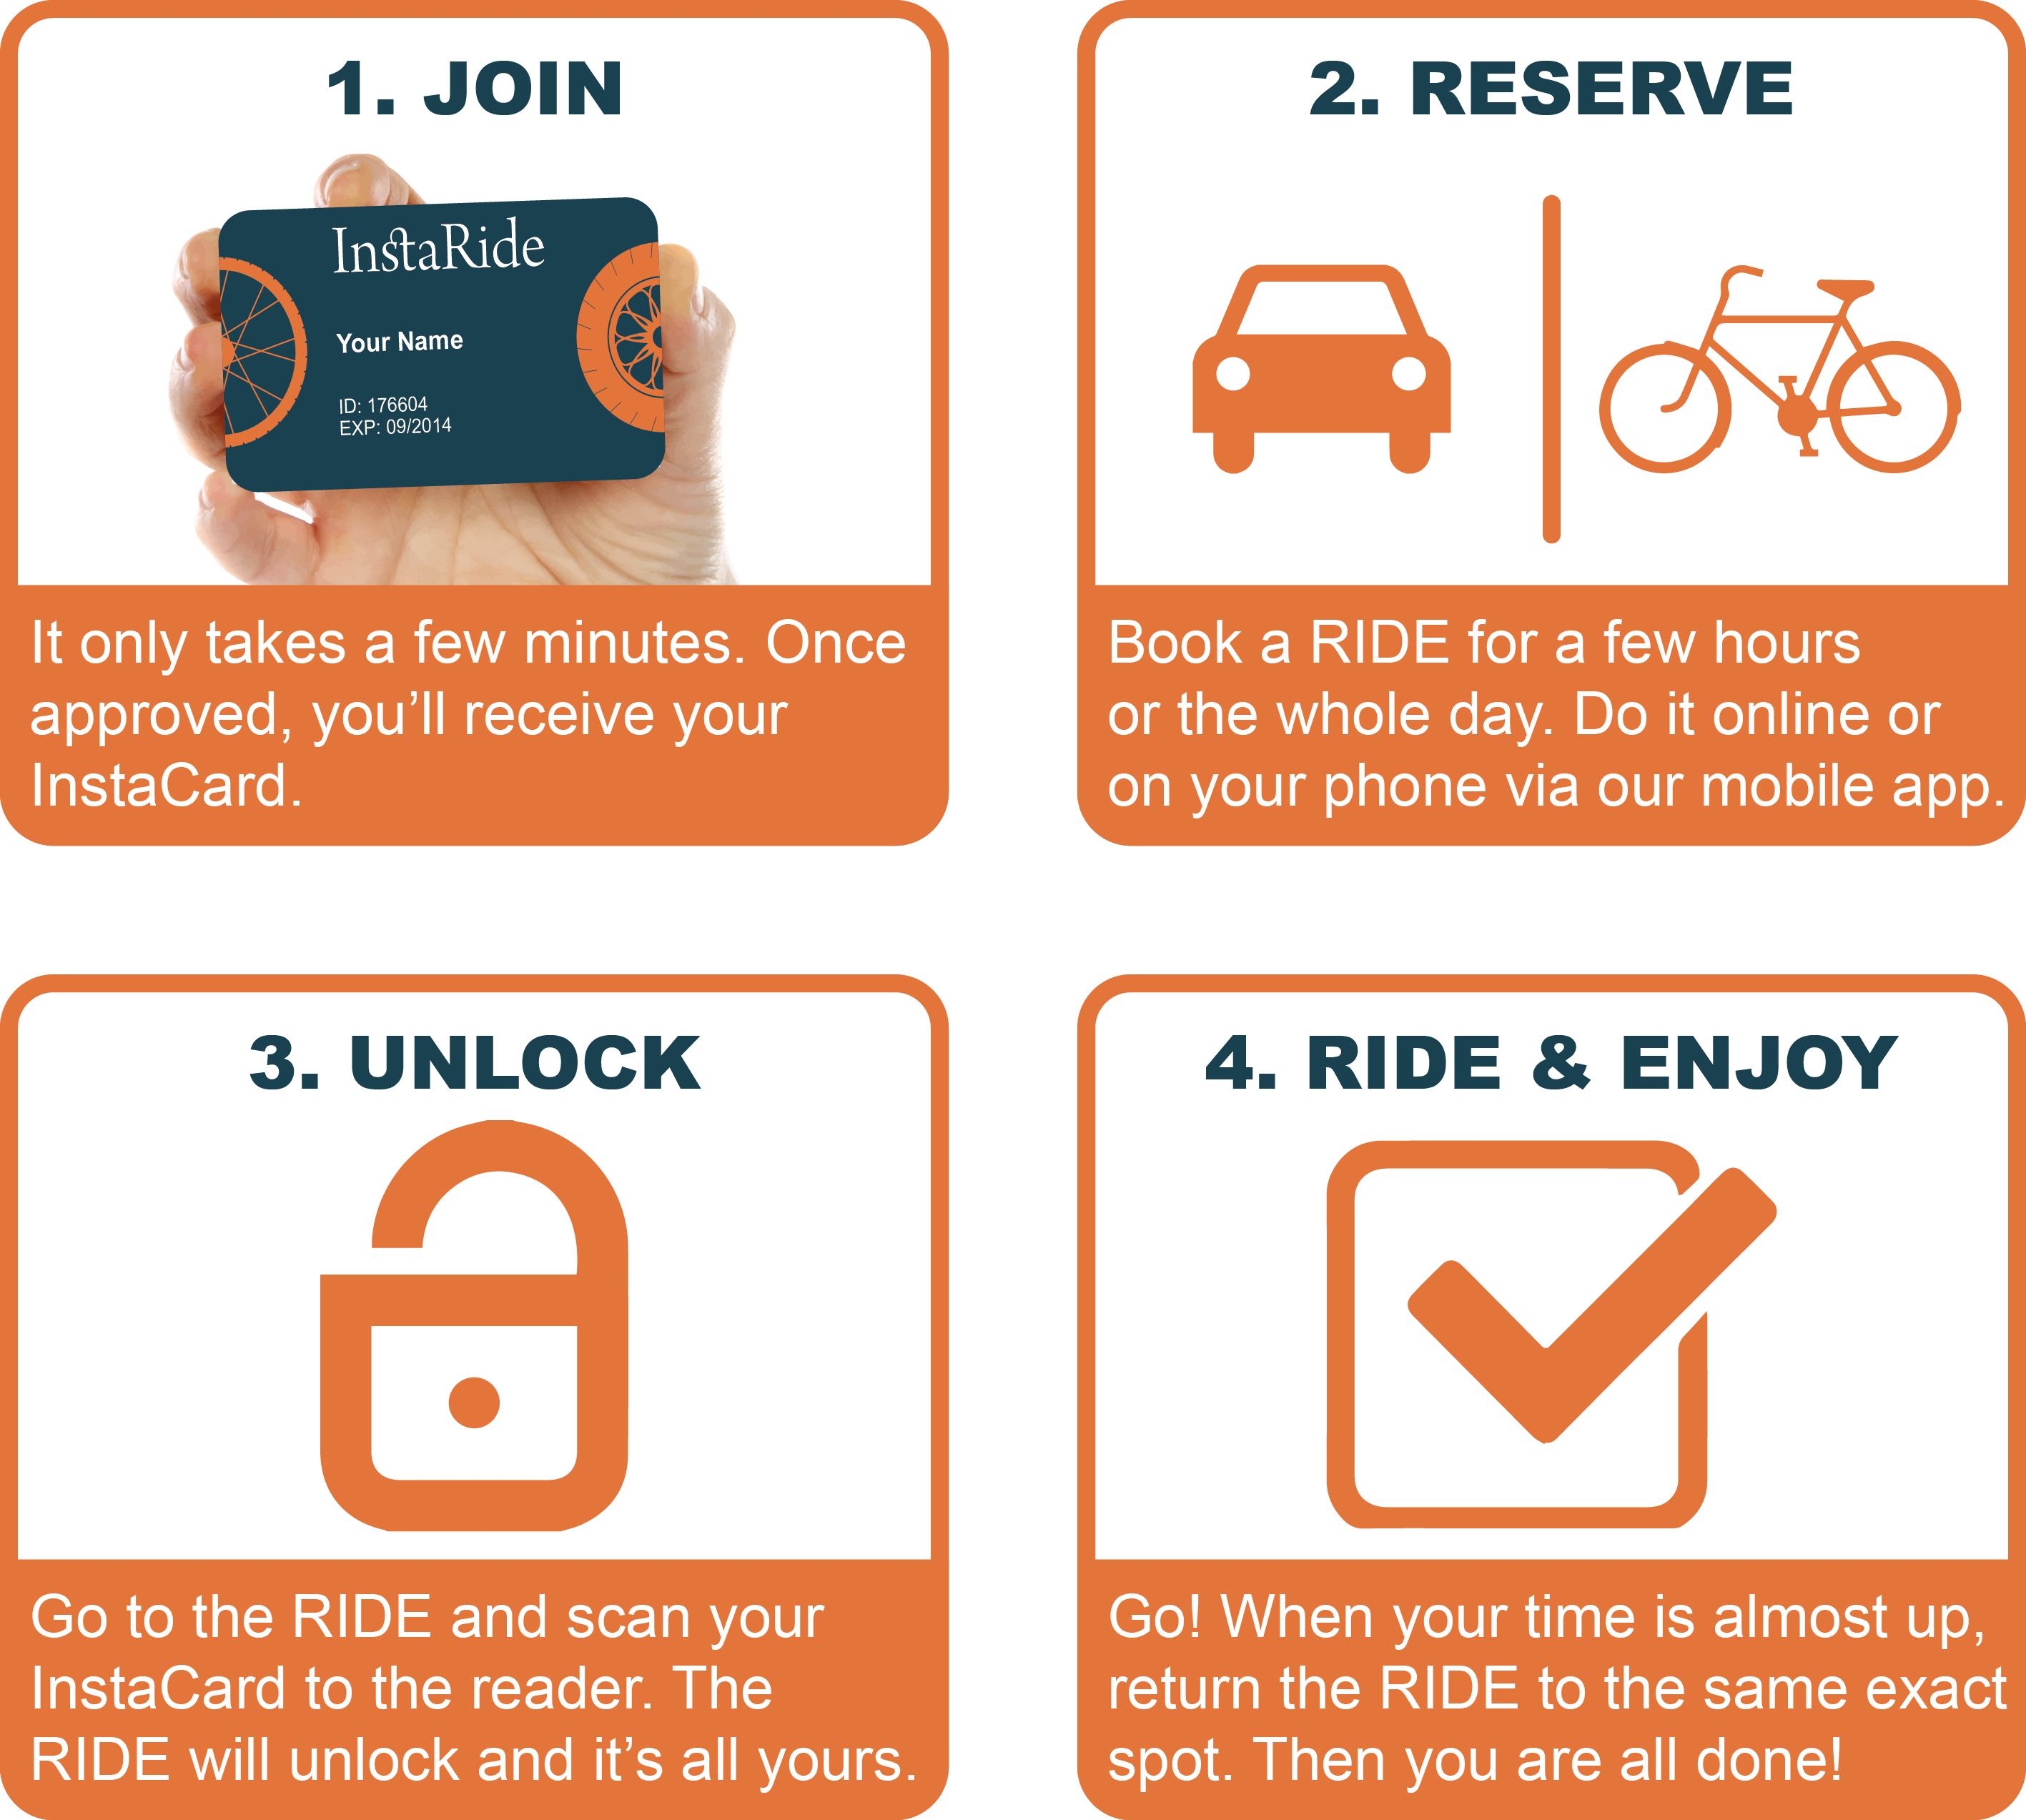 1. JOIN
InstaRide
Your Name
ID: 176604
EXP: 09/2014
It only takes a few minutes. Once
approved, you’ll receive your
InstaCard.
2. RESERVE
Book a RIDE for a few hours
or the whole day. Do it online or
on your phone via our mobile app.
3. UNLOCK
Go to the RIDE and scan your
InstaCard to the reader. The
RIDE will unlock and it’s all yours.
4. RIDE & ENJOY
Go! When your time is almost up,
return the RIDE to the same exact
spot. Then you are all done!